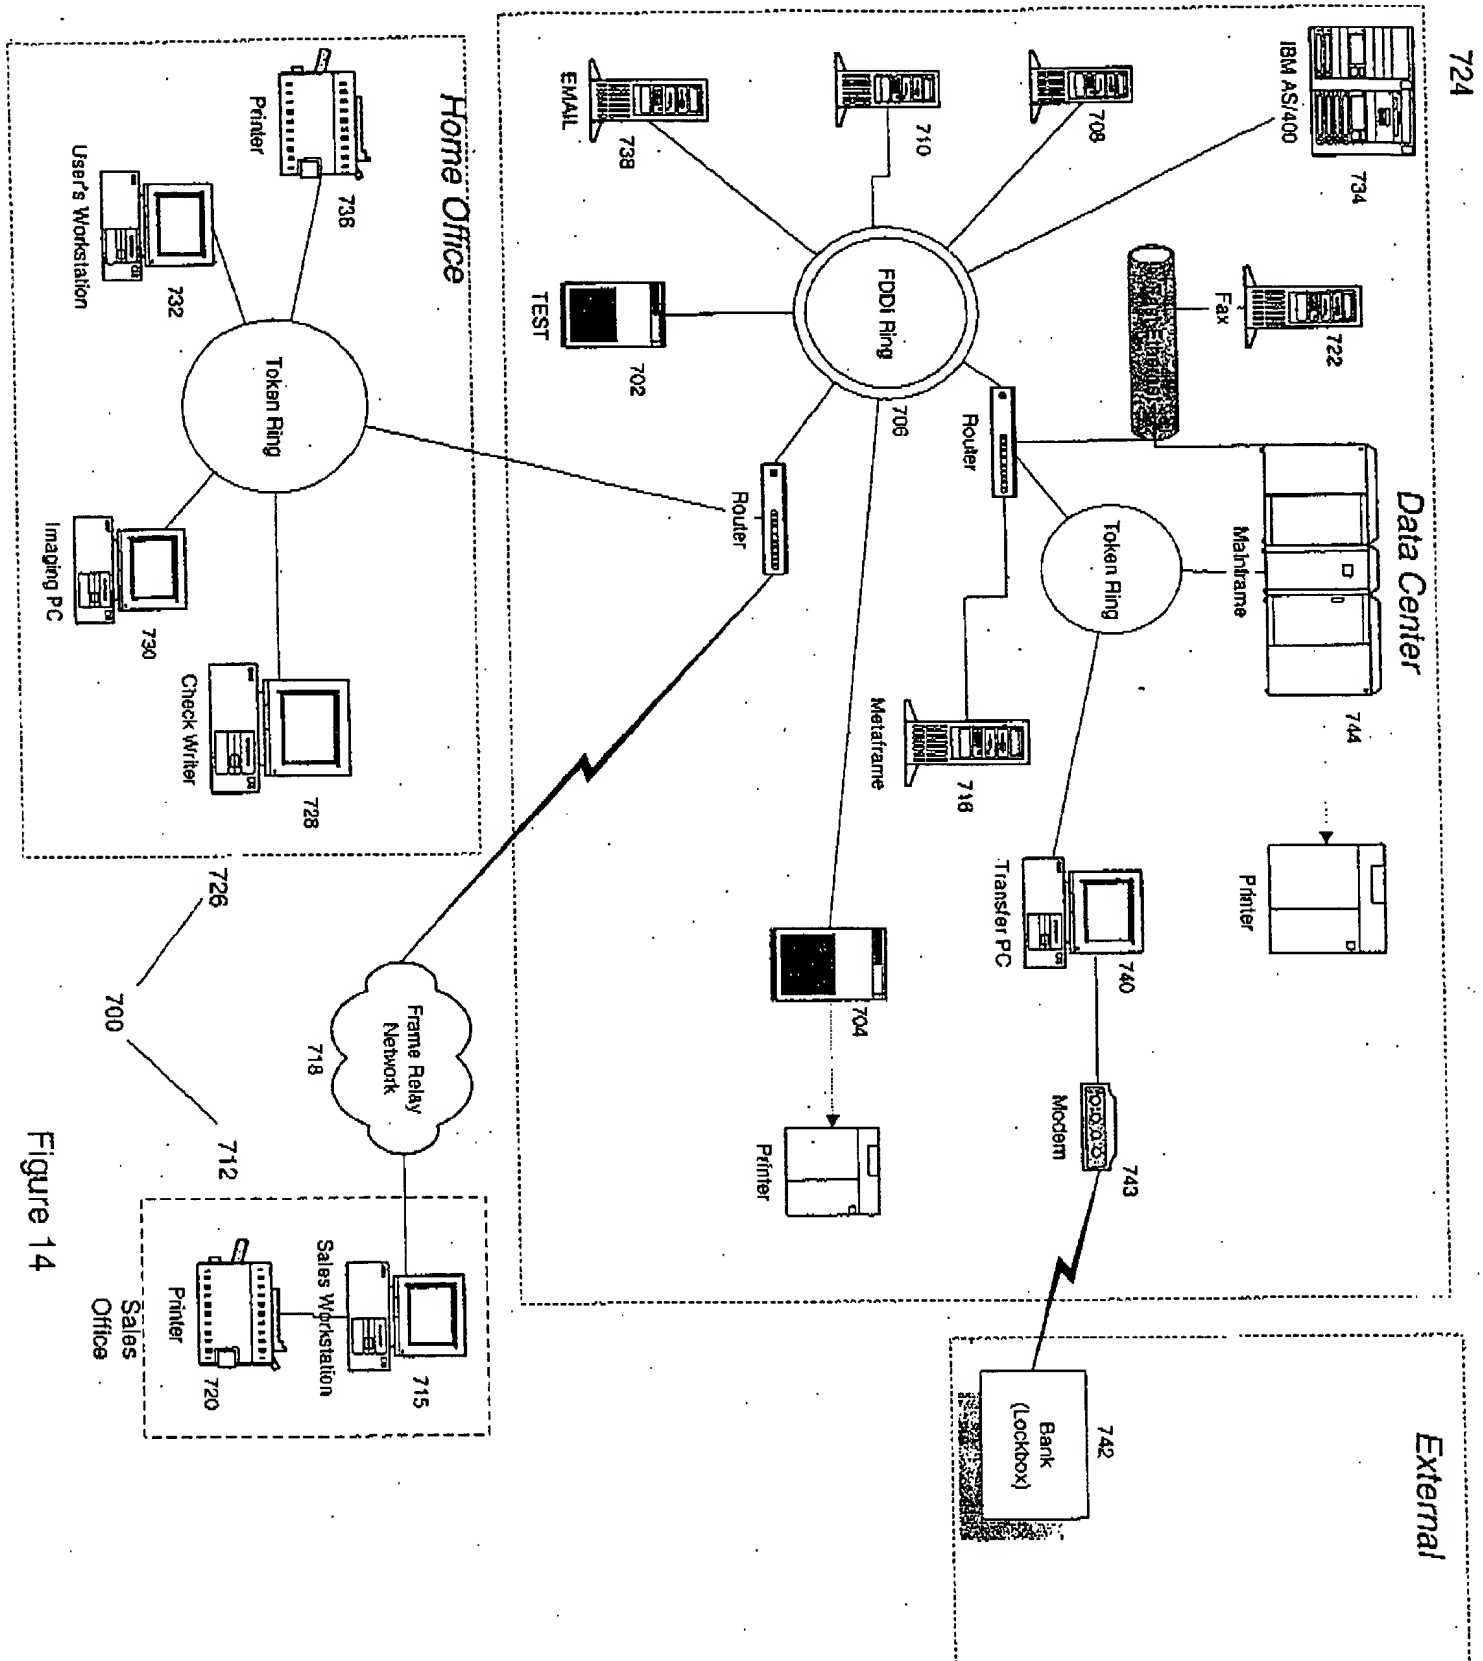 724
Data Center
External
IBM AS/400
734
708
710
EMAIL
738
Fax
722
Fast Ethernet
Mainframe
744
Printer
FDDI Ring
706
TEST
702
Router
Token Ring
Metaframe
716
Transfer PC
740
Modem
743
Bank
(Lockbox)
742
Router
704
Printer
Home Office
Printer
736
User's Workstation
732
Token Ring
Imaging PC
730
Check Writer
728
726
700
712
Frame Relay
Network
718
Sales Workstation
715
Printer
720
Sales
Office
Figure 14